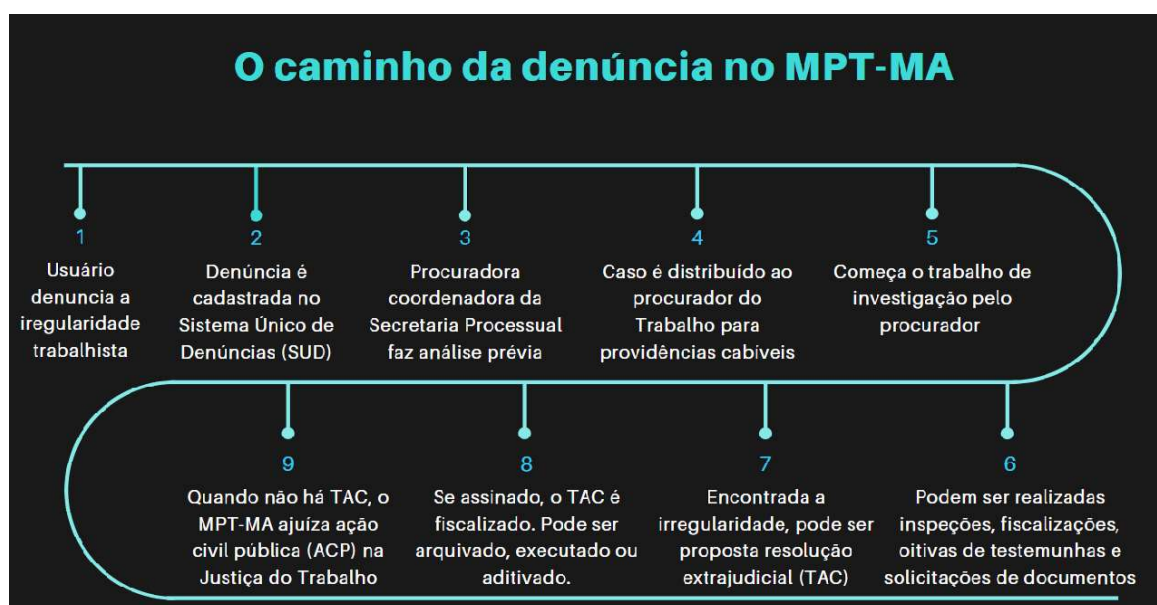 O caminho da denúncia no MPT-MA
1
Usuário
denuncia a
iregularidade
trabalhista
2
Denúncia é
cadastrada no
Sistema Único de
Denúncias (SUD)
3
Procuradora
coordenadora da
Secretaria Processual
faz análise prévia
4
Caso é distribuído ao
procurador do
Trabalho para
providências cabíveis
5
Começa o trabalho de
investigação pelo
procurador
6
Podem ser realizadas
inspeções, fiscalizações,
oitivas de testemunhas e
solicitações de documentos
7
Encontrada a
irregularidade, pode ser
proposta resolução
extrajudicial (TAC)
8
Se assinado, o TAC é
fiscalizado. Pode ser
arquivado, executado ou
aditivado.
9
Quando não há TAC, o
MPT-MA ajuíza ação
civil pública (ACP) na
Justiça do Trabalho